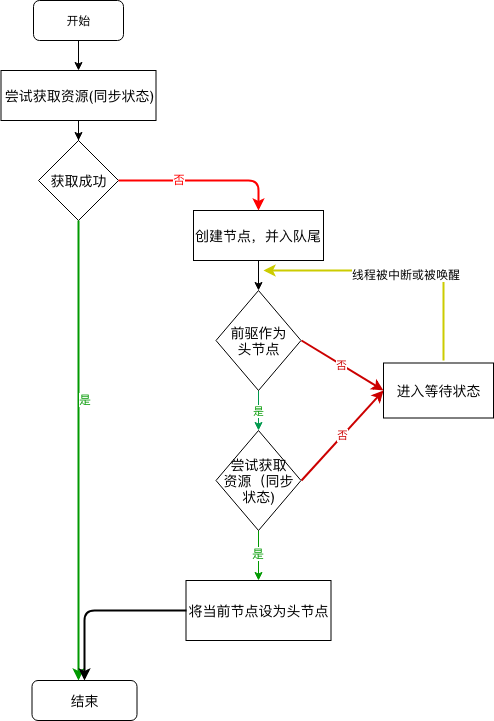 开始
尝试获取资源(同步状态)
获取成功
否
创建节点，并入队尾
线程被中断或被唤醒
前驱作为
头节点
否
进入等待状态
是
是
尝试获取
资源（同步
状态)
否
是
将当前节点设为头节点
结束